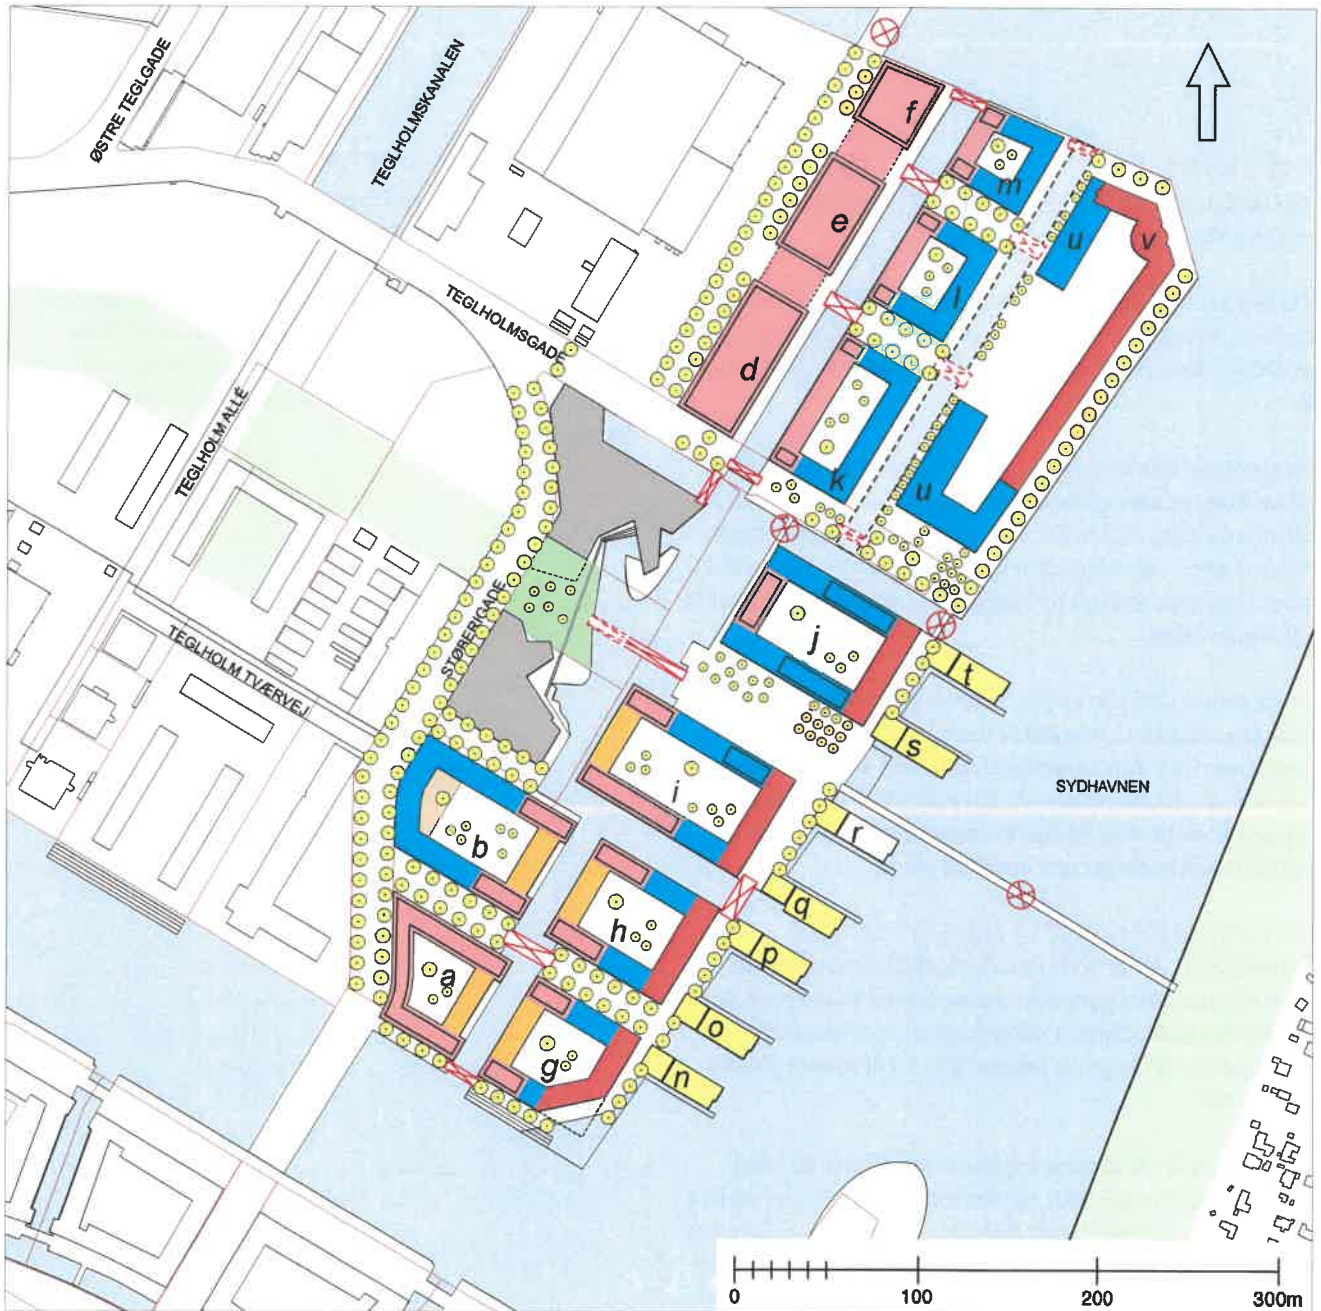 ØSTRE TEGLGADE
TEGLHOLMSKANALEN
f
m
e
u
v
l
TEGLHOLMSGADE
d
TEGLHOLM ALLÉ
k
u
STØBERIGADE
TEGLHOLM TVÆRVEJ
j
t
s
i
SYDHAVNEN
r
b
q
h
p
a
o
g
n
0 100 200 300m